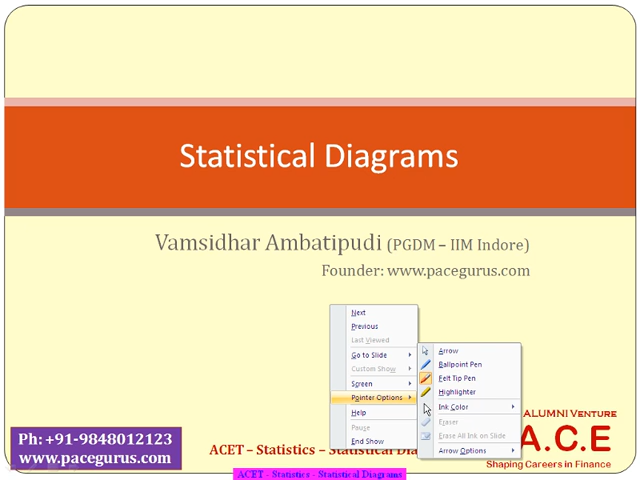 Statistical Diagrams
Vamsidhar Ambatipudi (PGDM – IIM Indore)
Founder: www.pacegurus.com
Next
Previous
Last Viewed
Go to Slide
Custom Show
Screen
Pointer Options
Help
Pause
End Show
Arrow
Ballpoint Pen
Felt Tip Pen
Highlighter
Ink Color
Eraser
Erase All Ink on Slide
Arrow Options
Ph: +91-9848012123
www.pacegurus.com
ACET – Statistics – Statistical Dia
ALUMNI VENTURE
A.C.E
Shaping Careers in Finance
ACET - Statistics - Statistical Diagrams